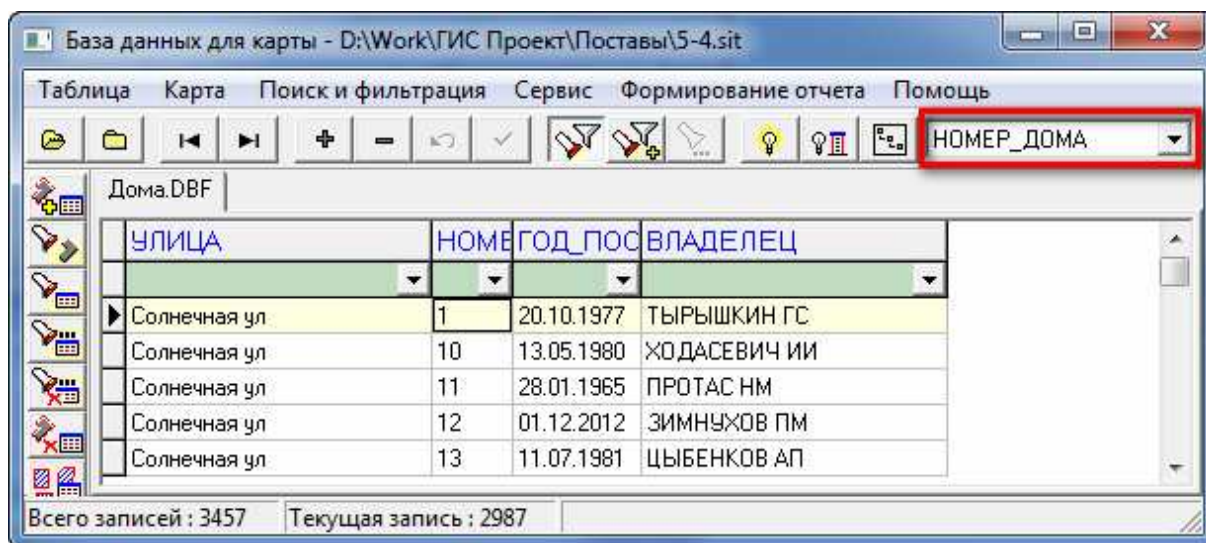 База данных для карты - D:\Work\ГИС Проект\Поставы\5-4.sit
Таблица Карта Поиск и фильтрация Сервис Формирование отчета Помощь
НОМЕР_ДОМА
Дома.DBF
УЛИЦА НОМЕ ГОД_ПОС ВЛАДЕЛЕЦ
Солнечная ул 1 20.10.1977 ТЫРЫШКИН ГС
Солнечная ул 10 13.05.1980 ХОДАСЕВИЧ ИИ
Солнечная ул 11 28.01.1965 ПРОТАС НМ
Солнечная ул 12 01.12.2012 ЗИМНУХОВ ПМ
Солнечная ул 13 11.07.1981 ЦЫБЕНКОВ АП
Всего записей : 3457 Текущая запись : 2987